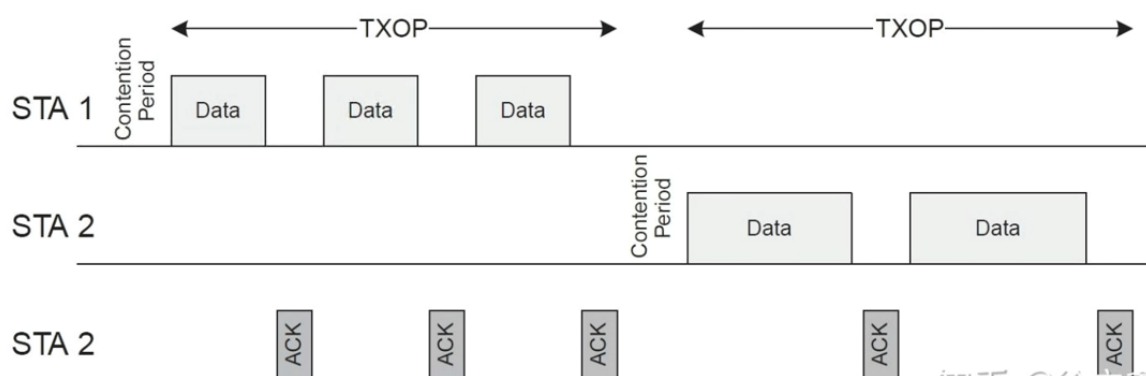 TXOP TXOP
Contention
Period
STA 1
Data Data Data
Contention
Period
STA 2
Data Data
STA 2
ACK ACK ACK ACK ACK